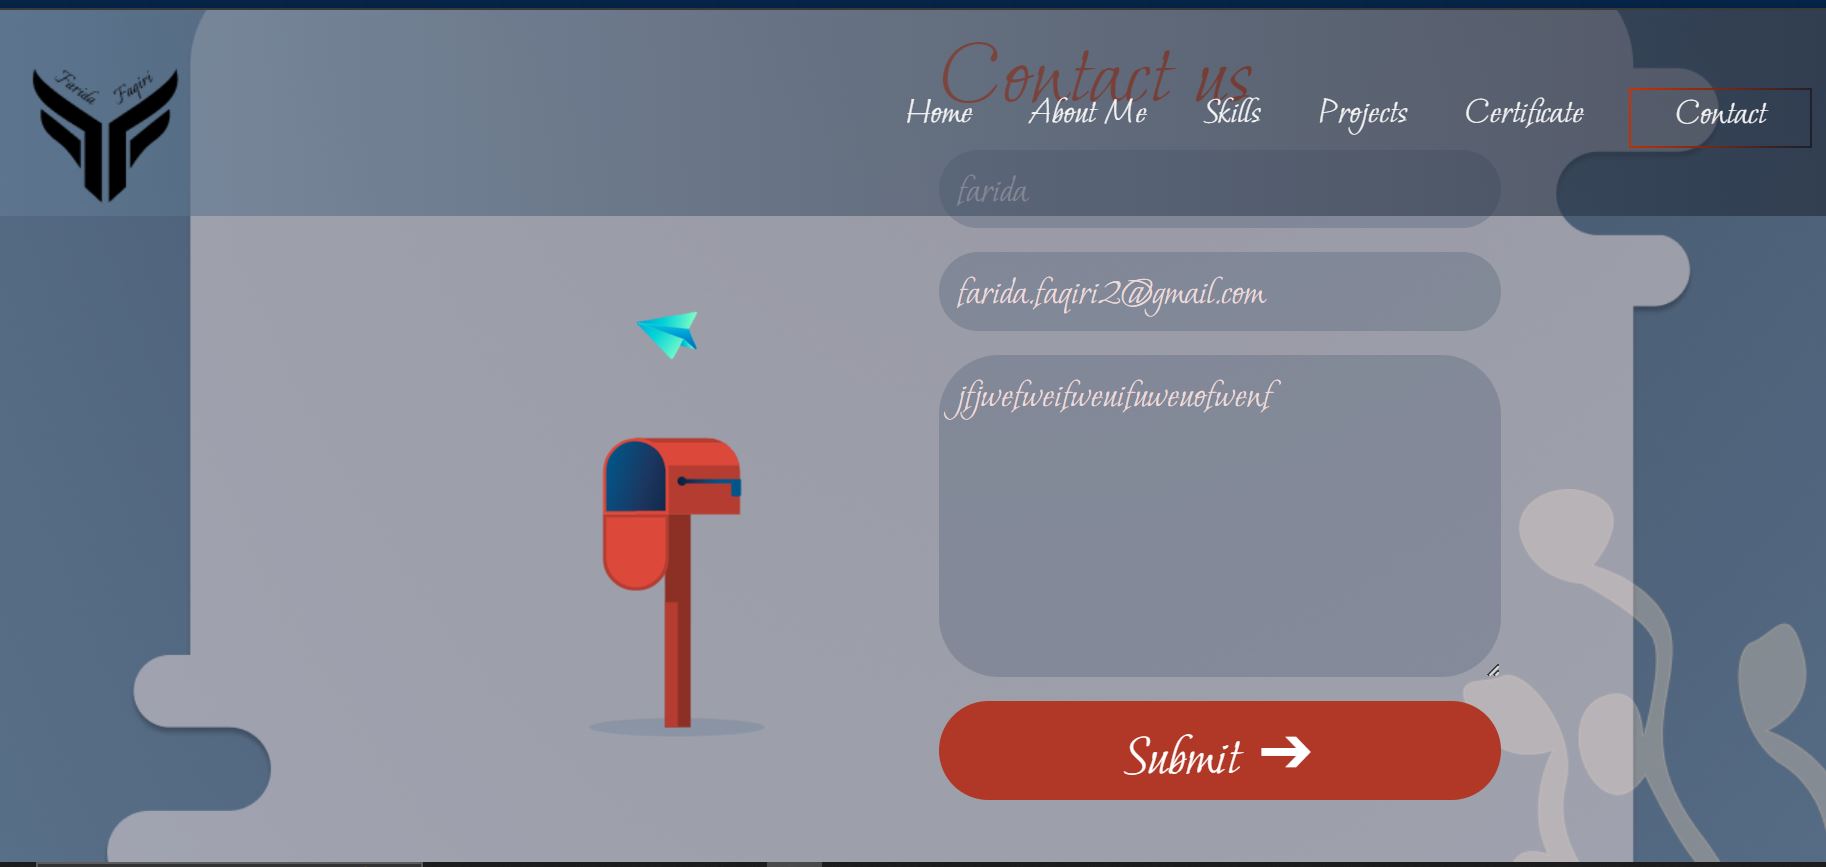 Farida Faqiri
Contact us
Home About Me Skills Projects Certificate Contact
farida
farida.faqiri2@gmail.com
jfjwefweifweuifuweuofwenf
Submit →